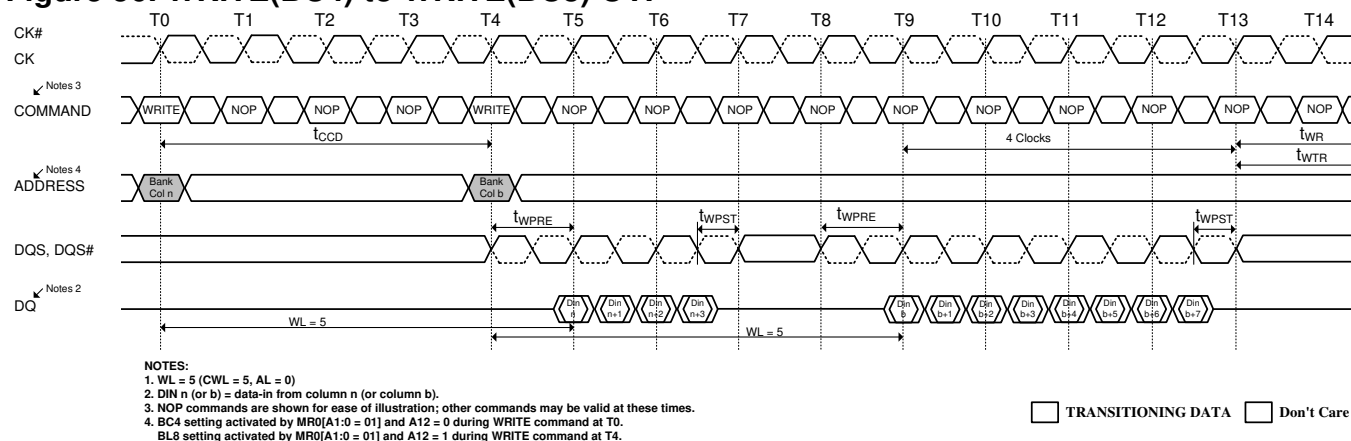 T0 T1 T2 T3 T4 T5 T6 T7 T8 T9 T10 T11 T12 T13 T14
CK#
CK
Notes 3
COMMAND
WRITE NOP NOP NOP WRITE NOP NOP NOP NOP NOP NOP NOP NOP NOP NOP
tCCD
4 Clocks
tWR
tWTR
Notes 4
ADDRESS
Bank Col n
Bank Col b
tWPRE tWPST tWPRE tWPST
DQS, DQS#
Notes 2
DQ
Din n Din n+1 Din n+2 Din n+3 Din b Din b+1 Din b+2 Din b+3 Din b+4 Din b+5 Din b+6 Din b+7
WL = 5
WL = 5
NOTES:
1. WL = 5 (CWL = 5, AL = 0)
2. DIN n (or b) = data-in from column n (or column b).
3. NOP commands are shown for ease of illustration; other commands may be valid at these times.
4. BC4 setting activated by MR0[A1:0 = 01] and A12 = 0 during WRITE command at T0.
BL8 setting activated by MR0[A1:0 = 01] and A12 = 1 during WRITE command at T4.
TRANSITIONING DATA Don't Care